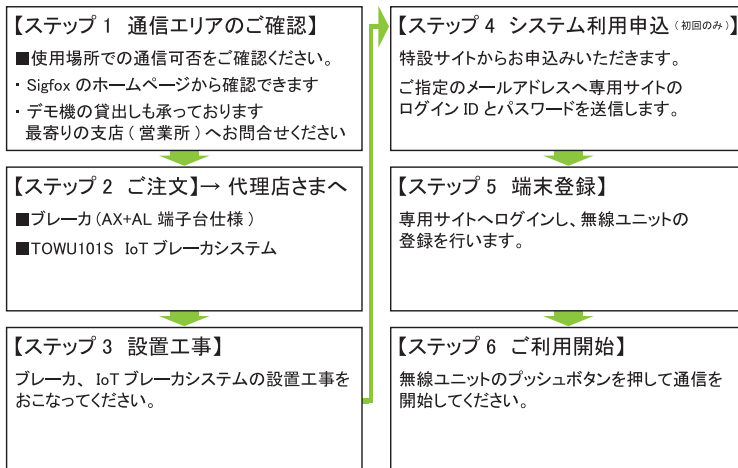 【ステップ 1 通信エリアのご確認】
■使用場所での通信可否をご確認ください。
・Sigfox のホームページから確認できます
・デモ機の貸出しも承っております
最寄りの支店(営業所)へお問合せください
【ステップ 2 ご注文】→ 代理店さまへ
■ブレーカ(AX+AL 端子台仕様)
■TOWU101S IoT ブレーカシステム
【ステップ 3 設置工事】
ブレーカ、IoT ブレーカシステムの設置工事を
おこなってください。
【ステップ 4 システム利用申込(初回のみ)】
特設サイトからお申込みいただきます。
ご指定のメールアドレスへ専用サイトの
ログイン ID とパスワードを送信します。
【ステップ 5 端末登録】
専用サイトへログインし、無線ユニットの
登録を行います。
【ステップ 6 ご利用開始】
無線ユニットのプッシュボタンを押して通信を
開始してください。